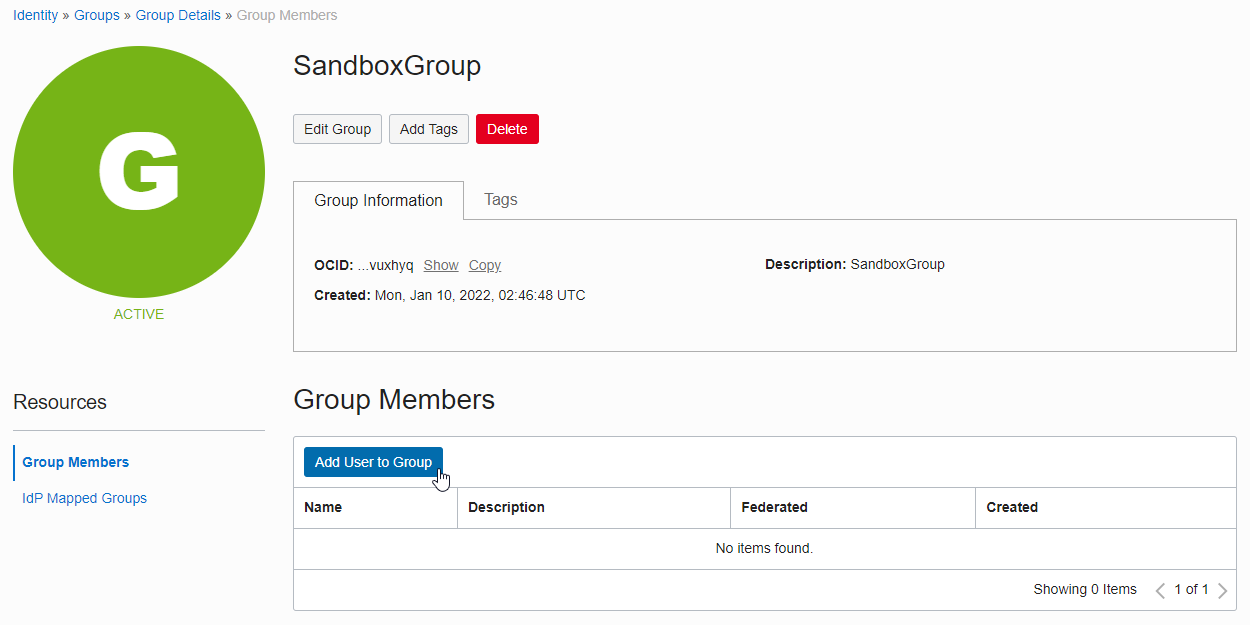 Identity » Groups » Group Details » Group Members
G
ACTIVE
SandboxGroup
Edit Group Add Tags Delete
Group Information Tags
OCID: ...vuxhyq Show Copy Description: SandboxGroup
Created: Mon, Jan 10, 2022, 02:46:48 UTC
Resources
Group Members
IdP Mapped Groups
Group Members
Add User to Group
Name Description Federated Created
No items found.
Showing 0 Items 1 of 1